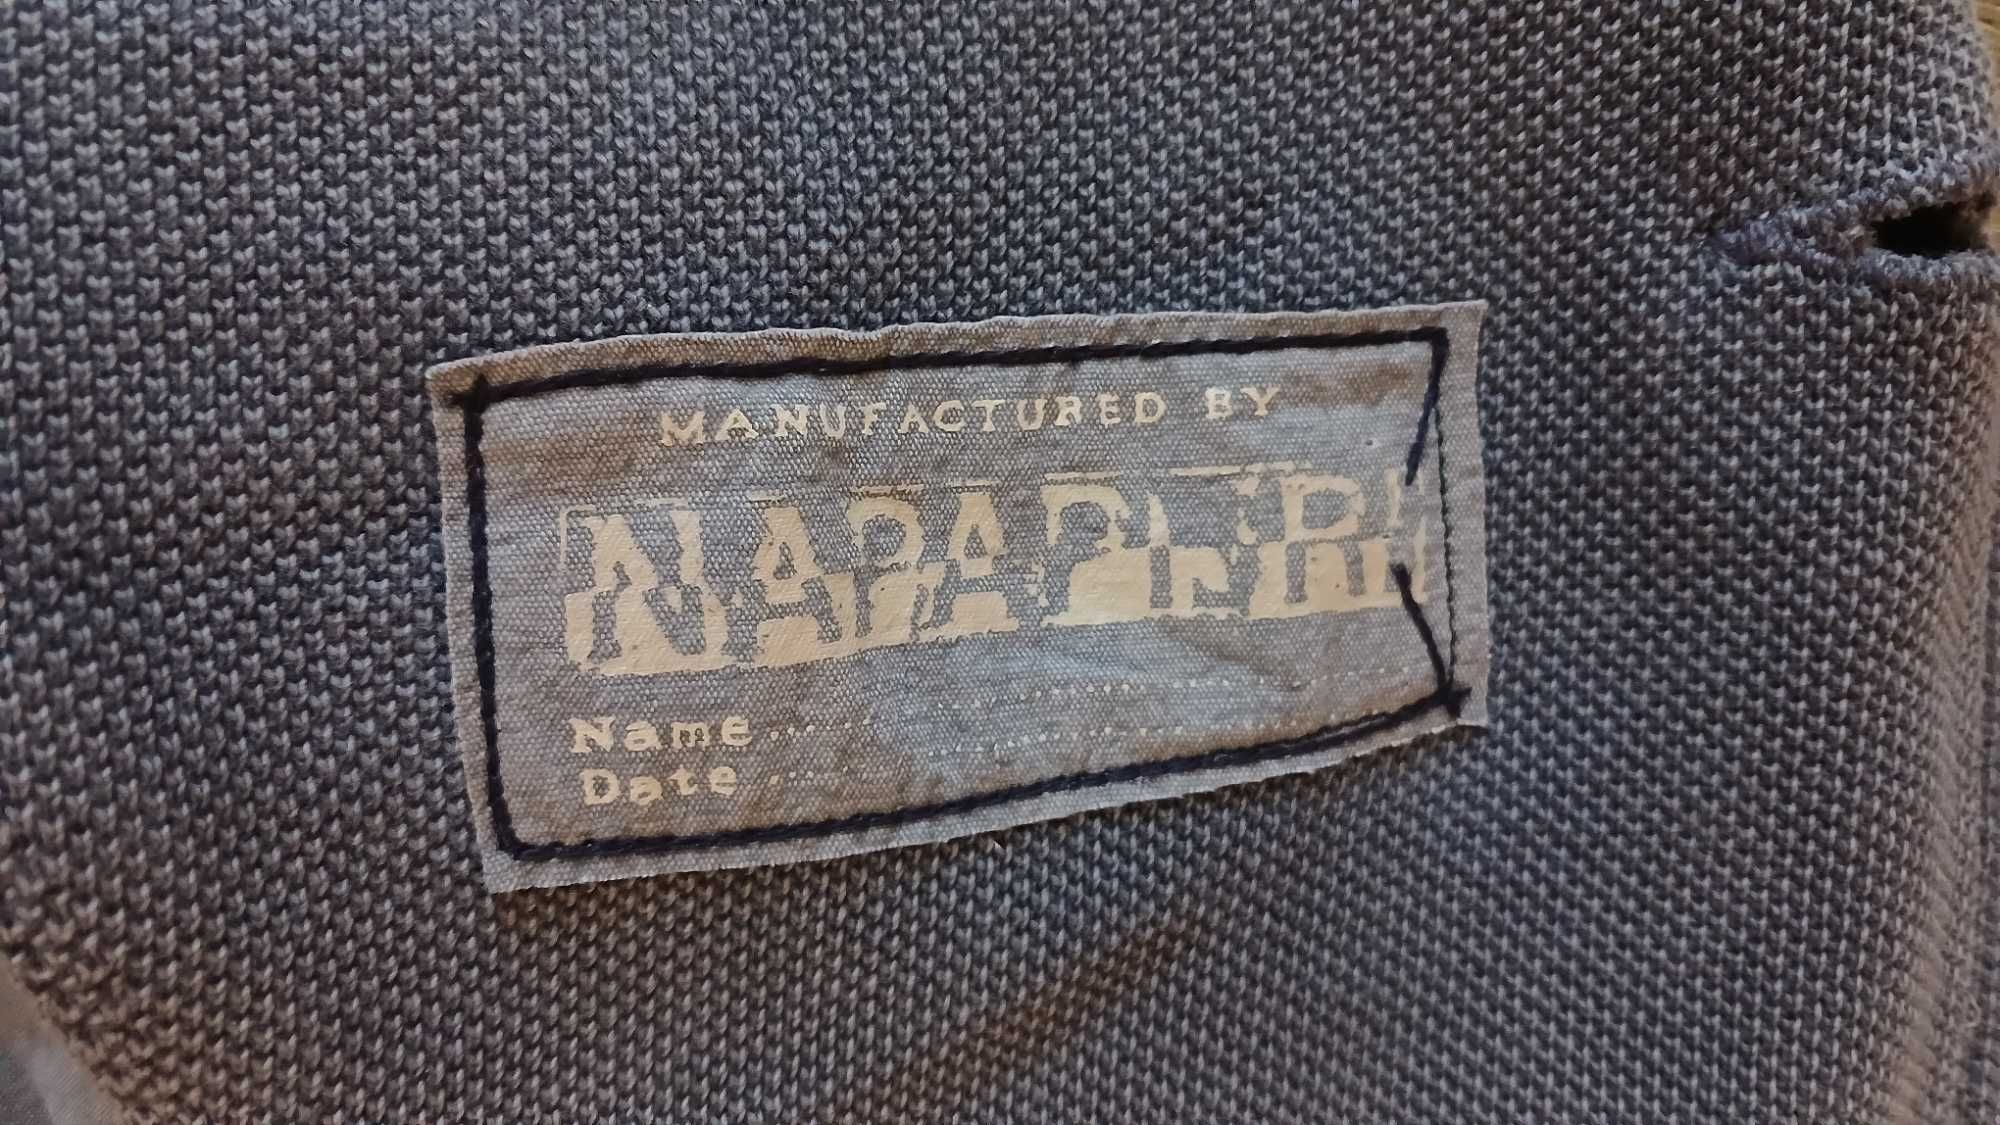 MANUFACTURED BY
NAPAPIJRI
Name
Date